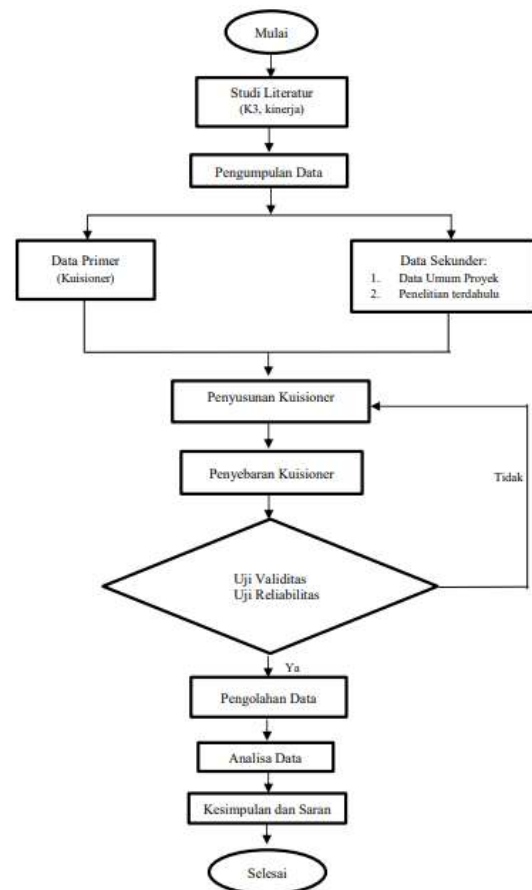 Mulai
Studi Literatur
(K3, kinerja)
Pengumpulan Data
Data Primer
(Kuisioner)
Data Sekunder:
1. Data Umum Proyek
2. Penelitian terdahulu
Penyusunan Kuisioner
Penyebaran Kuisioner
Tidak
Uji Validitas
Uji Reliabilitas
Ya
Pengolahan Data
Analisa Data
Kesimpulan dan Saran
Selesai